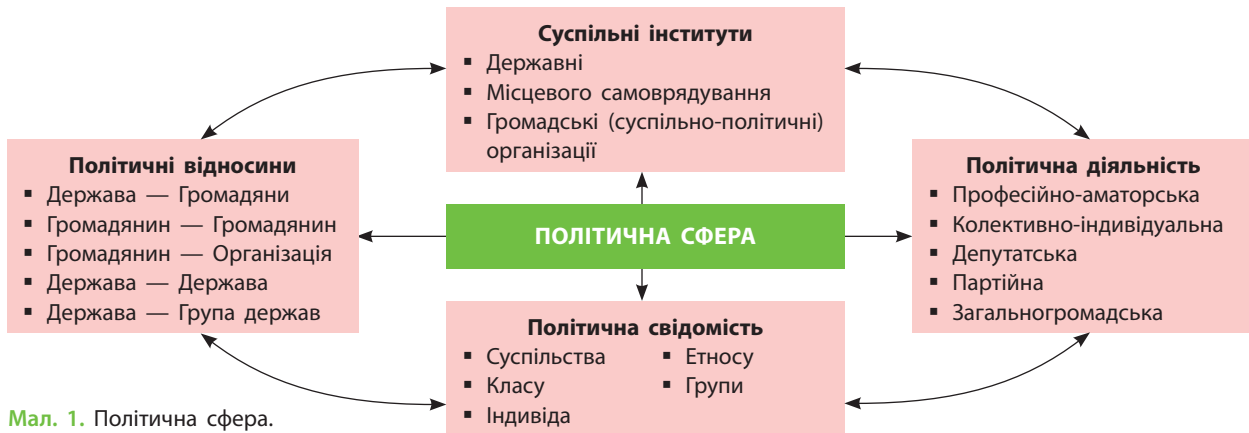 Суспільні інститути
▪ Державні
▪ Місцевого самоврядування
▪ Громадські (суспільно-політичні)
організації
Політичні відносини
▪ Держава — Громадяни
▪ Громадянин — Громадянин
▪ Громадянин — Організація
▪ Держава — Держава
▪ Держава — Група держав
ПОЛІТИЧНА СФЕРА
Політична діяльність
▪ Професійно-аматорська
▪ Колективно-індивідуальна
▪ Депутатська
▪ Партійна
▪ Загальногромадська
Політична свідомість
▪ Суспільства ▪ Етносу
▪ Класу ▪ Групи
▪ Індивіда
Мал. 1. Політична сфера.